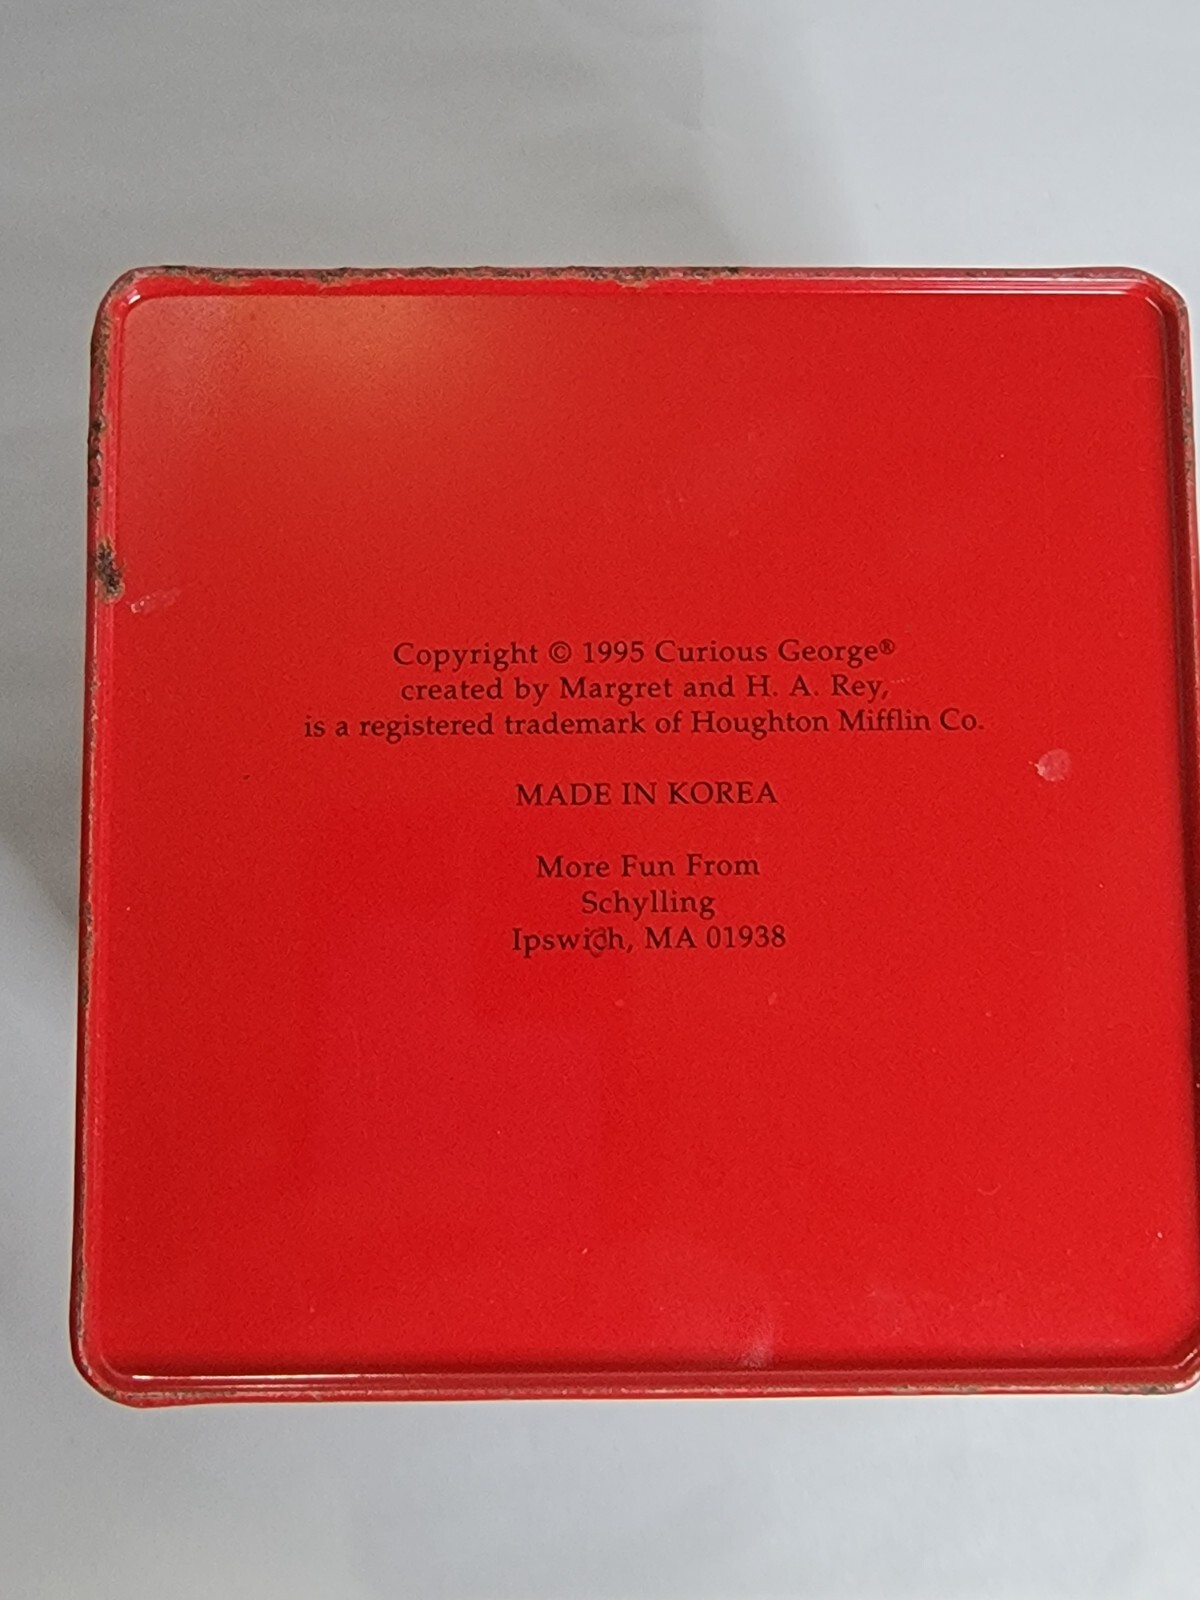 Copyright © 1995 Curious George®
created by Margret and H. A. Rey,
is a registered trademark of Houghton Mifflin Co.
MADE IN KOREA
More Fun From
Schylling
Ipswich, MA 01938